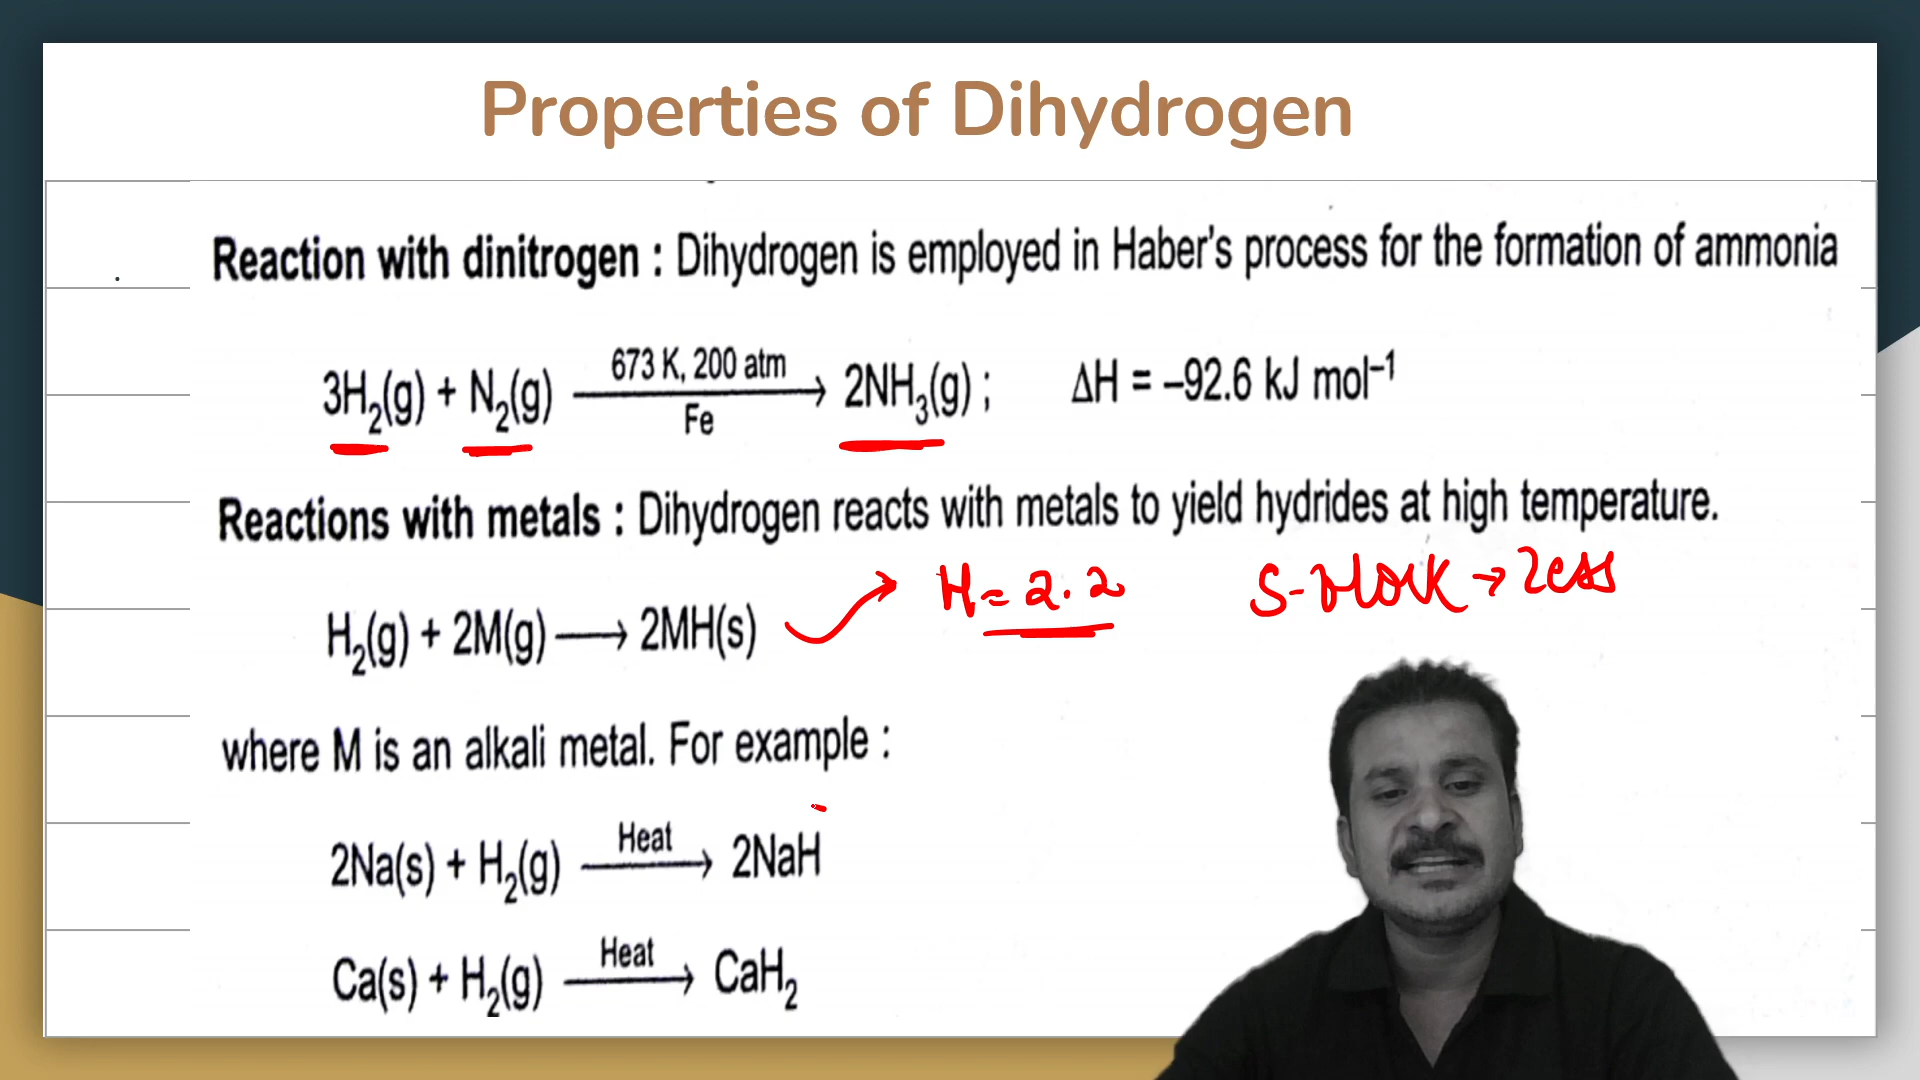 Properties of Dihydrogen
Reaction with dinitrogen : Dihydrogen is employed in Haber's process for the formation of ammonia
3H₂(g) + N₂(g) 673 K, 200 atm ⟶ Fe 2NH₃(g) ; ΔH = –92.6 kJ mol⁻¹
Reactions with metals : Dihydrogen reacts with metals to yield hydrides at high temperature.
H = 2.2 S-block → less
H₂(g) + 2M(g) ⟶ 2MH(s)
where M is an alkali metal. For example :
2Na(s) + H₂(g) Heat ⟶ 2NaH
Ca(s) + H₂(g) Heat ⟶ CaH₂